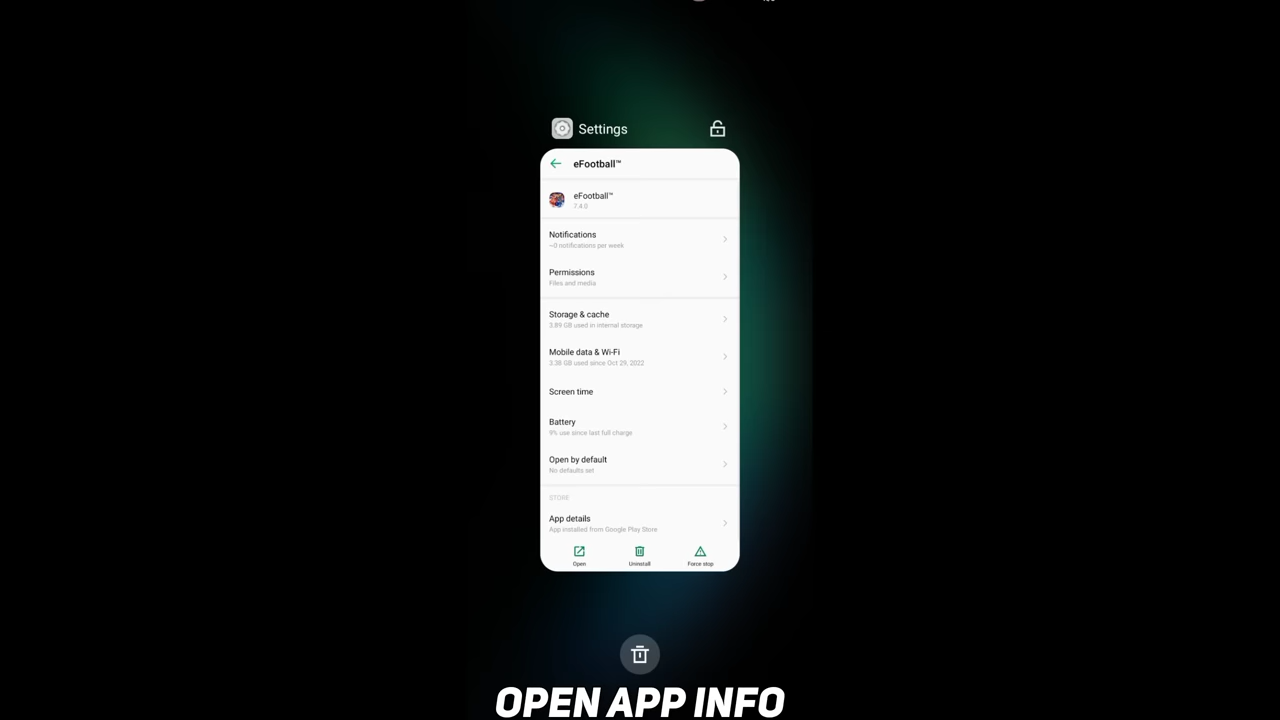 Settings
eFootball™
eFootball™
7.4.0
Notifications
~0 notifications per week
Permissions
Files and media
Storage & cache
3.89 GB used in internal storage
Mobile data & Wi-Fi
3.38 GB used since Oct 29, 2022
Screen time
Battery
9% use since last full charge
Open by default
No defaults set
STORE
App details
App installed from Google Play Store
Open Uninstall Force stop
OPEN APP INFO